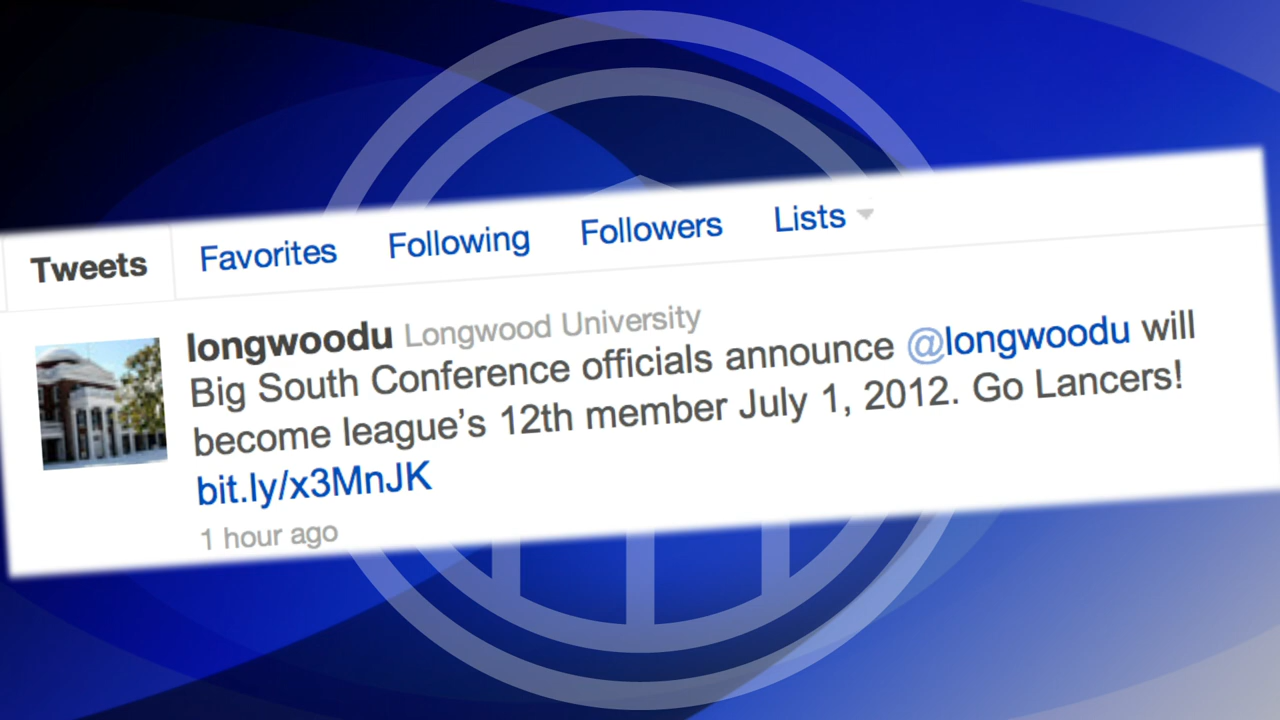 Tweets Favorites Following Followers Lists
longwoodu Longwood University
Big South Conference officials announce @longwoodu will
become league’s 12th member July 1, 2012. Go Lancers!
bit.ly/x3MnJK
1 hour ago